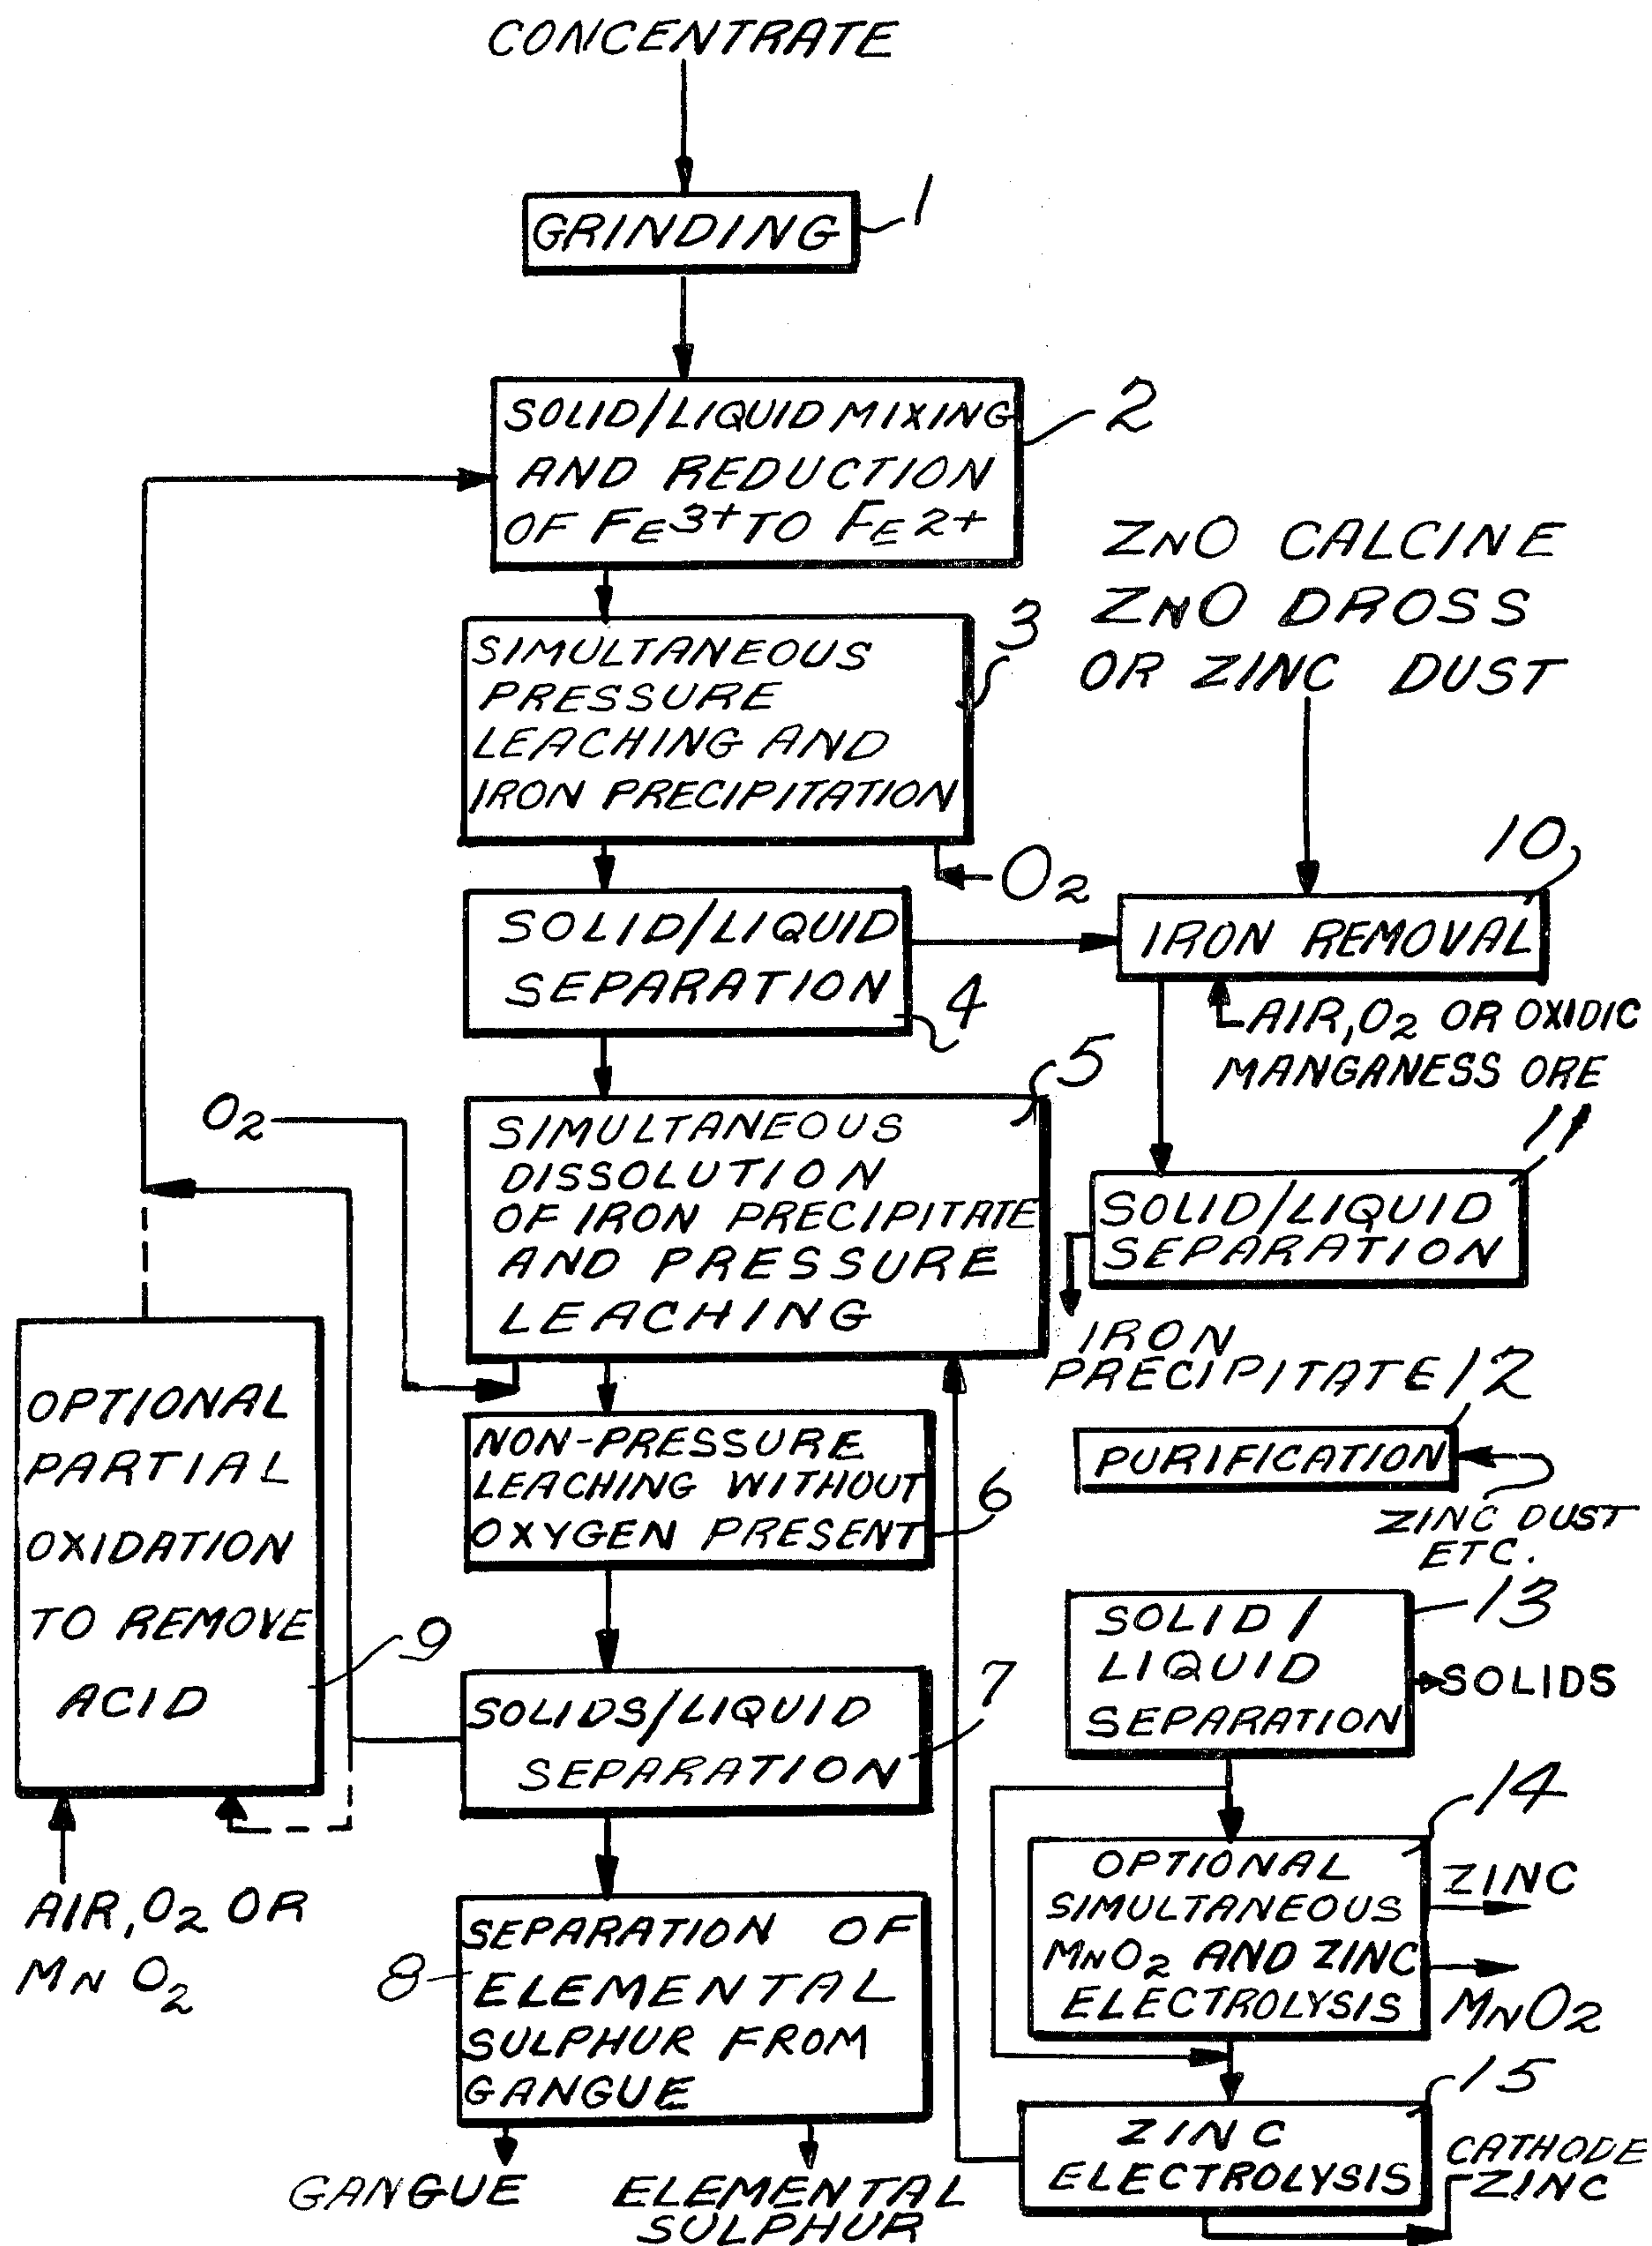 CONCENTRATE
GRINDING
1
SOLID/LIQUID MIXING
AND REDUCTION
OF Fe3+ TO Fe2+
2
SIMULTANEOUS
PRESSURE
LEACHING AND
IRON PRECIPITATION
3
O2
SOLID/LIQUID
SEPARATION
4
O2
SIMULTANEOUS
DISSOLUTION
OF IRON PRECIPITATE
AND PRESSURE
LEACHING
5
NON-PRESSURE
LEACHING WITHOUT
OXYGEN PRESENT
6
SOLIDS/LIQUID
SEPARATION
7
SEPARATION OF
ELEMENTAL
SULPHUR FROM
GANGUE
8
GANGUE
ELEMENTAL
SULPHUR
OPTIONAL
PARTIAL
OXIDATION
TO REMOVE
ACID
9
AIR, O2 OR
MnO2
ZnO CALCINE
ZnO DROSS
OR ZINC DUST
10
IRON REMOVAL
AIR, O2 OR OXIDIC
MANGANESS ORE
11
SOLID/LIQUID
SEPARATION
IRON
PRECIPITATE
12
PURIFICATION
ZINC DUST
ETC.
SOLID/
LIQUID
SEPARATION
13
SOLIDS
14
OPTIONAL
SIMULTANEOUS
MnO2 AND ZINC
ELECTROLYSIS
ZINC
MnO2
15
ZINC
ELECTROLYSIS
CATHODE
ZINC